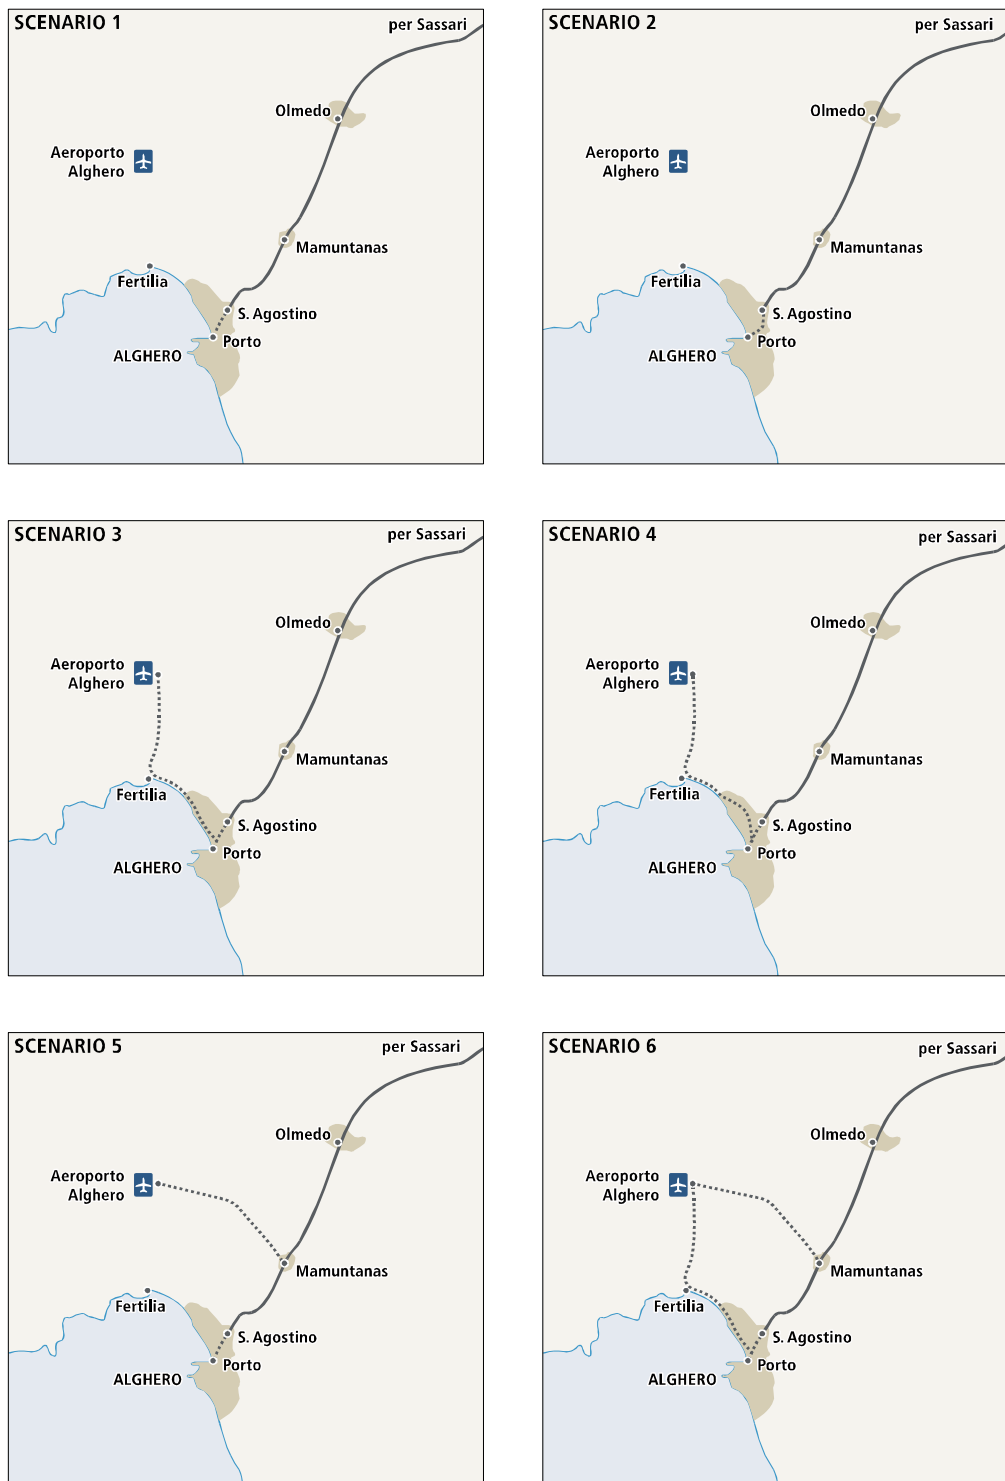 SCENARIO 1
per Sassari
Olmedo
Aeroporto
Alghero
Mamuntanas
Fertilia
S. Agostino
Porto
ALGHERO
SCENARIO 2
per Sassari
Olmedo
Aeroporto
Alghero
Mamuntanas
Fertilia
S. Agostino
Porto
ALGHERO
SCENARIO 3
per Sassari
Olmedo
Aeroporto
Alghero
Mamuntanas
Fertilia
S. Agostino
Porto
ALGHERO
SCENARIO 4
per Sassari
Olmedo
Aeroporto
Alghero
Mamuntanas
Fertilia
S. Agostino
Porto
ALGHERO
SCENARIO 5
per Sassari
Olmedo
Aeroporto
Alghero
Mamuntanas
Fertilia
S. Agostino
Porto
ALGHERO
SCENARIO 6
per Sassari
Olmedo
Aeroporto
Alghero
Mamuntanas
Fertilia
S. Agostino
Porto
ALGHERO